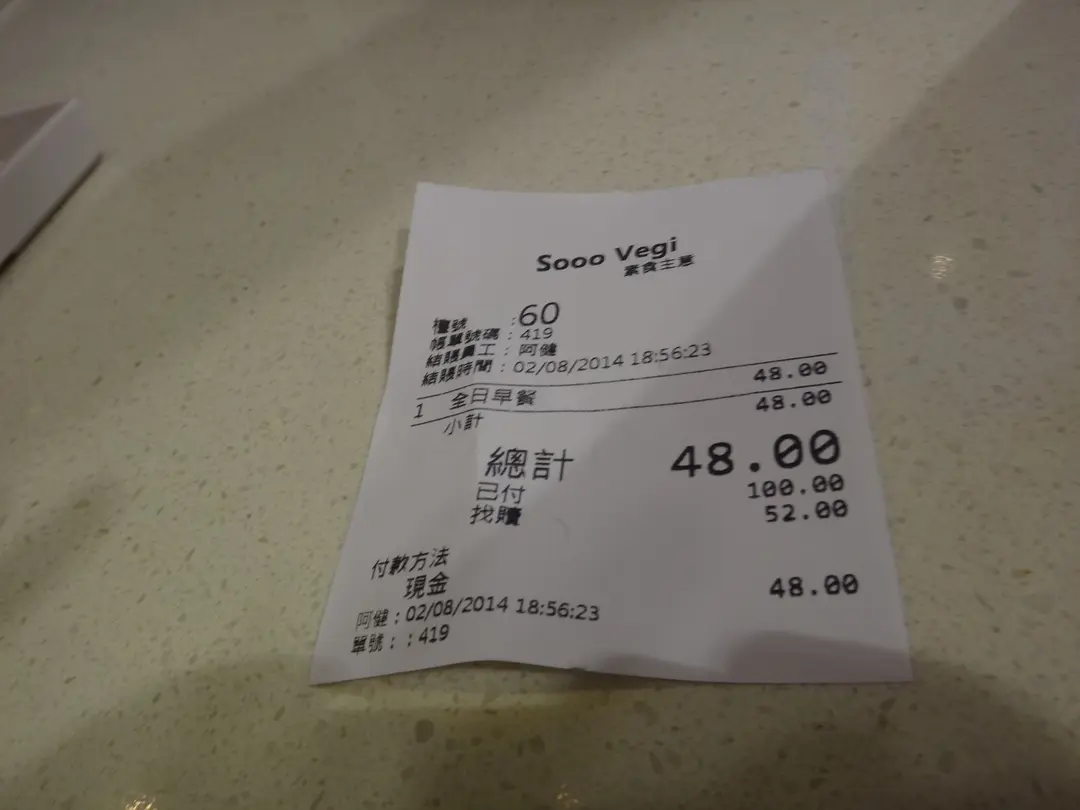 Sooo Vegi
素食主意
檯號 :60
帳單號碼 : 419
結賬員工 : 阿健
結賬時間 : 02/08/2014 18:56:23
1 全日早餐 48.00
小計 48.00
總計 48.00
已付 100.00
找贖 52.00
付款方法
現金 48.00
阿健 : 02/08/2014 18:56:23
單號 : : 419